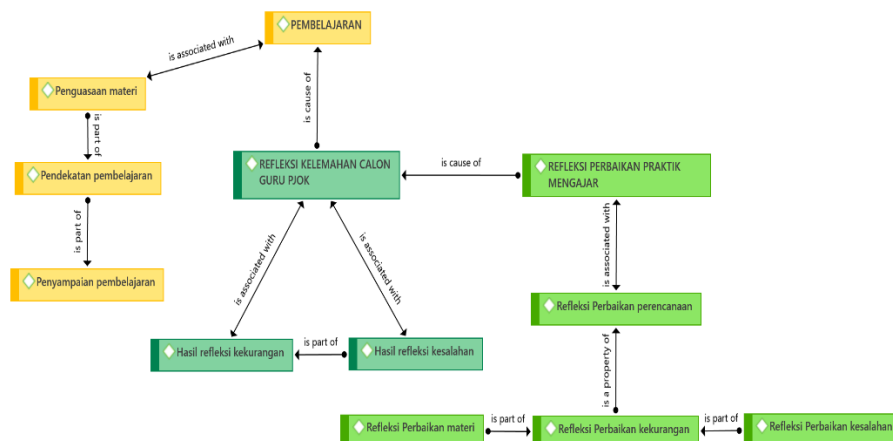 PEMBELAJARAN
is associated with
Penguasaan materi
is cause of
is part of
REFLEKSI KELEMAHAN CALON
GURU PJOK
is cause of
REFLEKSI PERBAIKAN PRAKTIK
MENGAJAR
Pendekatan pembelajaran
is part of
is associated with
is associated with
is associated with
Penyampaian pembelajaran
Refleksi Perbaikan perencanaan
Hasil refleksi kekurangan
is part of
Hasil refleksi kesalahan
is a property of
Refleksi Perbaikan materi
is part of
Refleksi Perbaikan kekurangan
is part of
Refleksi Perbaikan kesalahan